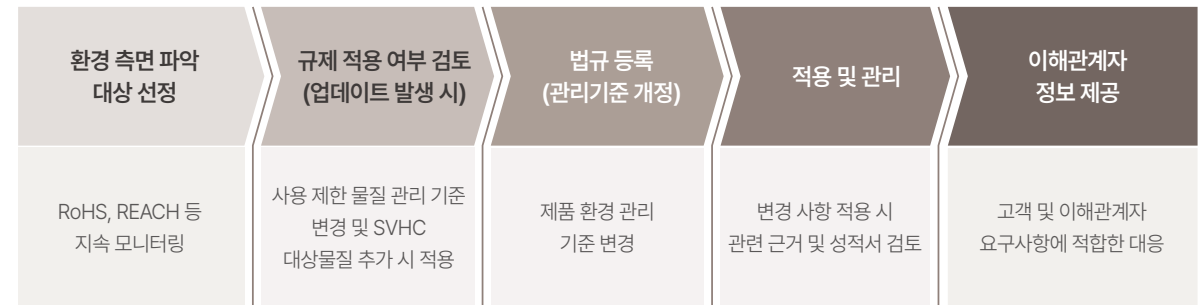 환경 측면 파악
대상 선정
규제 적용 여부 검토
(업데이트 발생 시)
법규 등록
(관리기준 개정)
적용 및 관리
이해관계자
정보 제공
RoHS, REACH 등
지속 모니터링
사용 제한 물질 관리 기준
변경 및 SVHC
대상물질 추가 시 적용
제품 환경 관리
기준 변경
변경 사항 적용 시
관련 근거 및 성적서 검토
고객 및 이해관계자
요구사항에 적합한 대응